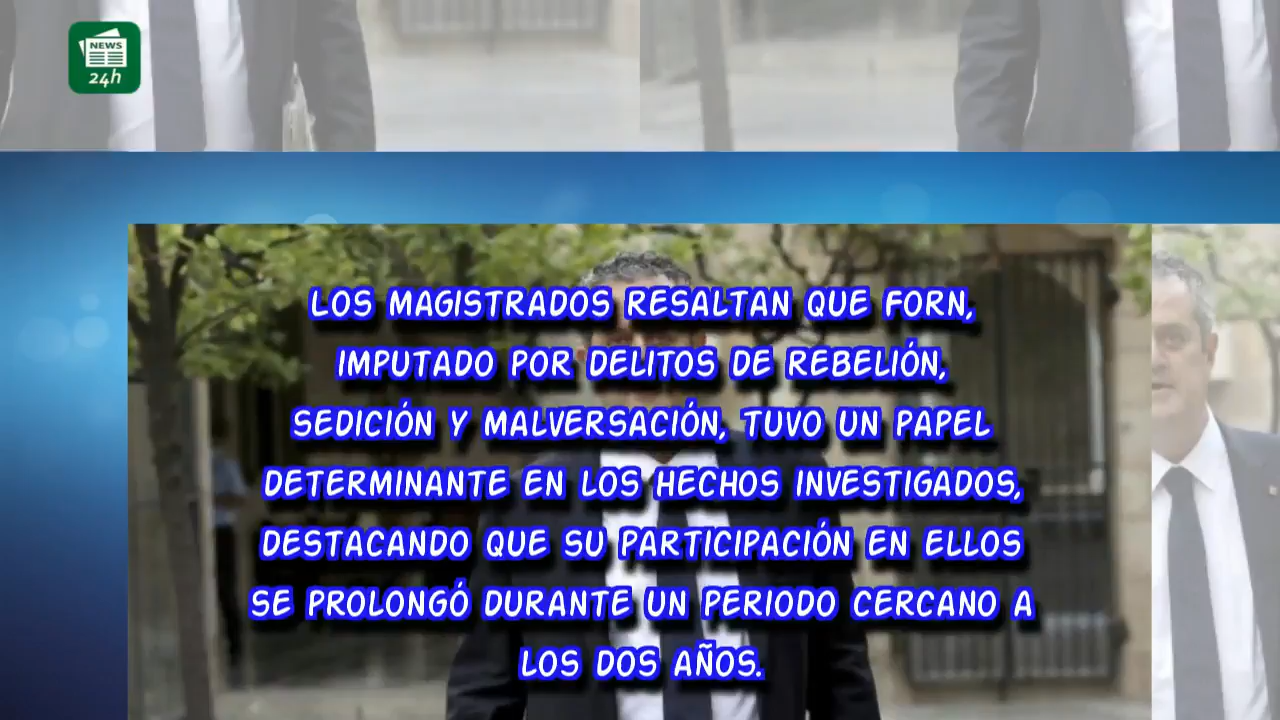 NEWS
24h
LOS MAGISTRADOS RESALTAN QUE FORN,
IMPUTADO POR DELITOS DE REBELIÓN,
SEDICIÓN Y MALVERSACIÓN, TUVO UN PAPEL
DETERMINANTE EN LOS HECHOS INVESTIGADOS,
DESTACANDO QUE SU PARTICIPACIÓN EN ELLOS
SE PROLONGÓ DURANTE UN PERIODO CERCANO A
LOS DOS AÑOS.